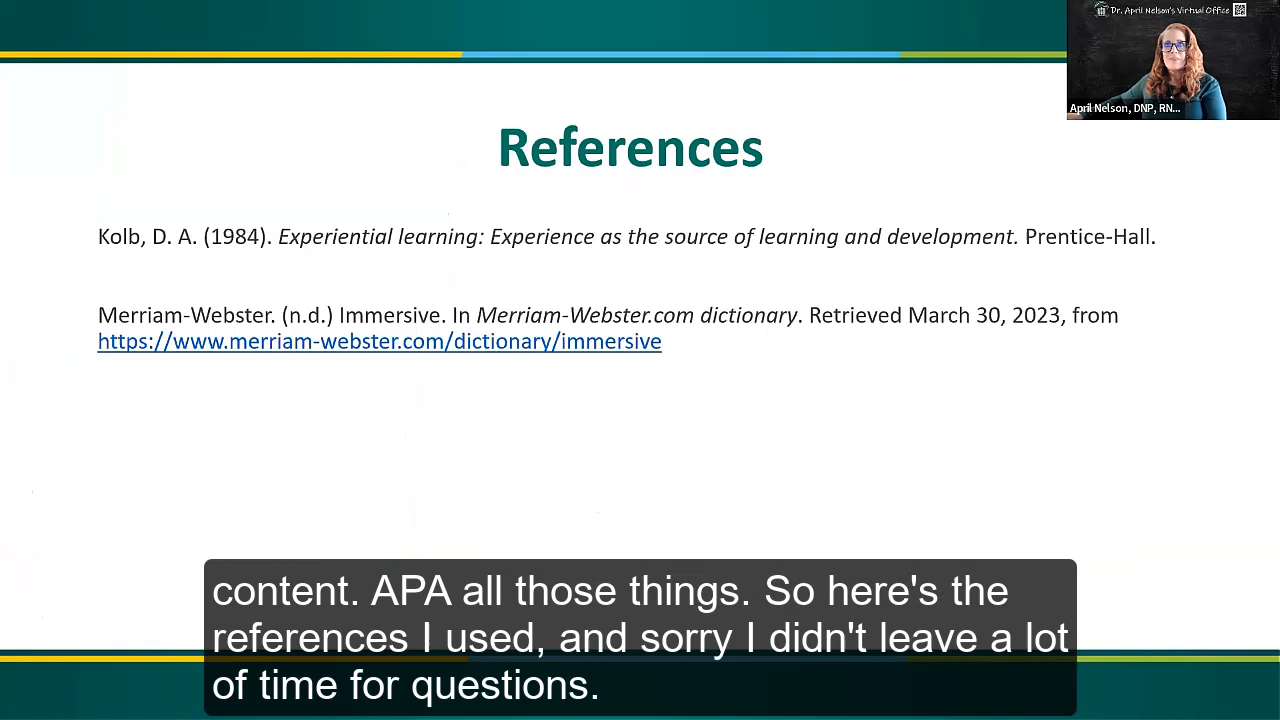 Dr. April Nelson's Virtual Office
April Nelson, DNP, RN...
References
Kolb, D. A. (1984). Experiential learning: Experience as the source of learning and development. Prentice-Hall.
Merriam-Webster. (n.d.) Immersive. In Merriam-Webster.com dictionary. Retrieved March 30, 2023, from
https://www.merriam-webster.com/dictionary/immersive
content. APA all those things. So here's the
references I used, and sorry I didn't leave a lot
of time for questions.